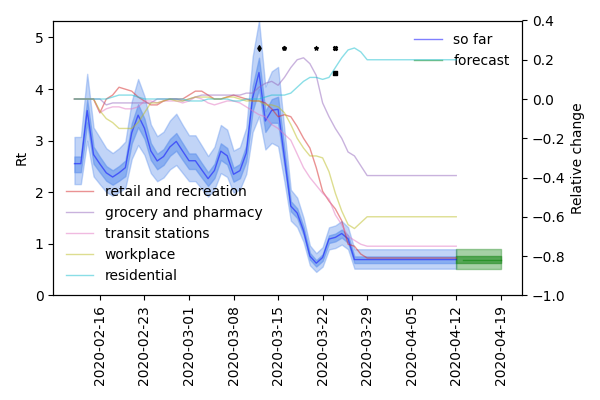 so far
forecast
retail and recreation
grocery and pharmacy
transit stations
workplace
residential
Rt
5
4
3
2
1
0
Relative change
0.4
0.2
0.0
−0.2
−0.4
−0.6
−0.8
−1.0
2020-02-16
2020-02-23
2020-03-01
2020-03-08
2020-03-15
2020-03-22
2020-03-29
2020-04-05
2020-04-12
2020-04-19